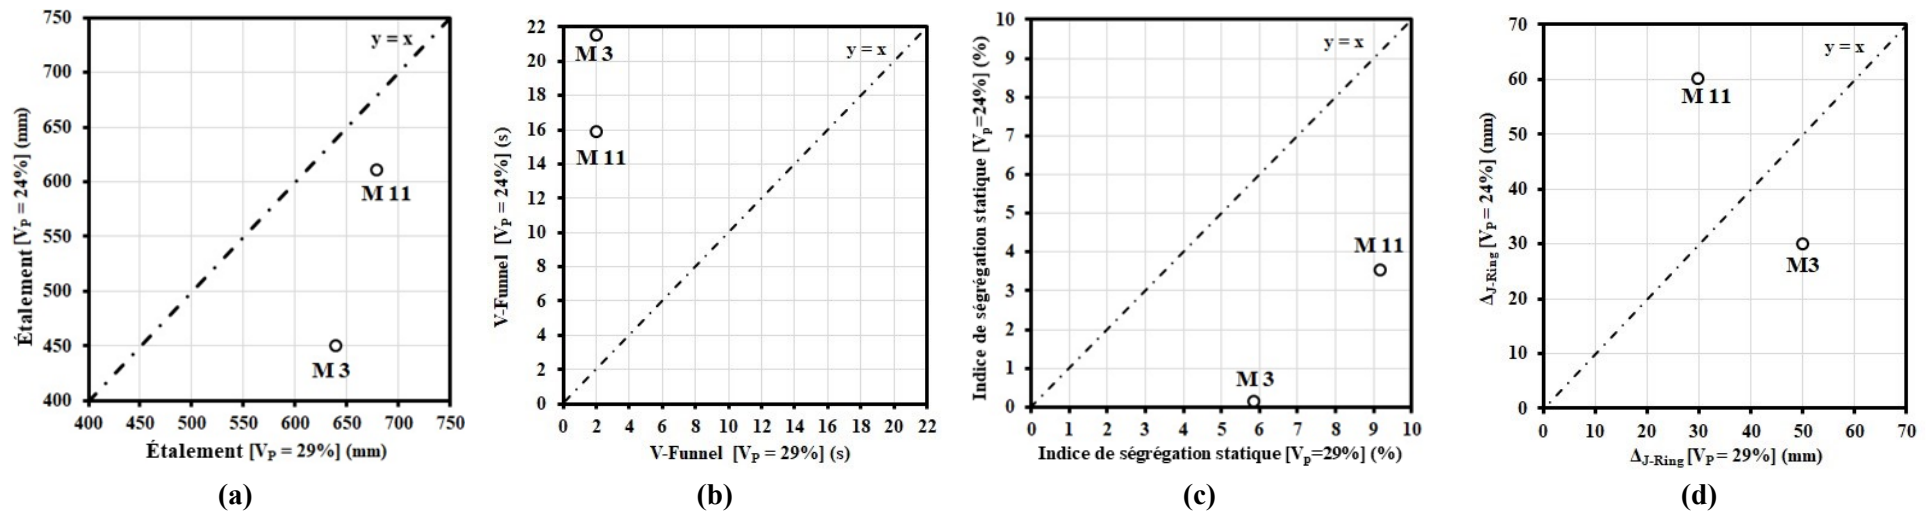 Étalement [VP = 24%] (mm)
750
700
650
600
550
500
450
400
y = x
M 11
M 3
400 450 500 550 600 650 700 750
Étalement [VP = 29%] (mm)
(a)
V-Funnel [VP = 24%] (s)
22
20
18
16
14
12
10
8
6
4
2
0
y = x
M 3
M 11
0 2 4 6 8 10 12 14 16 18 20 22
V-Funnel [VP = 29%] (s)
(b)
Indice de ségrégation statique [Vp=24%] (%)
10
9
8
7
6
5
4
3
2
1
0
y = x
M 11
M 3
0 1 2 3 4 5 6 7 8 9 10
Indice de ségrégation statique [Vp=29%] (%)
(c)
ΔJ-Ring [VP = 24%] (mm)
70
60
50
40
30
20
10
0
y = x
M 11
M3
0 10 20 30 40 50 60 70
ΔJ-Ring [VP = 29%] (mm)
(d)